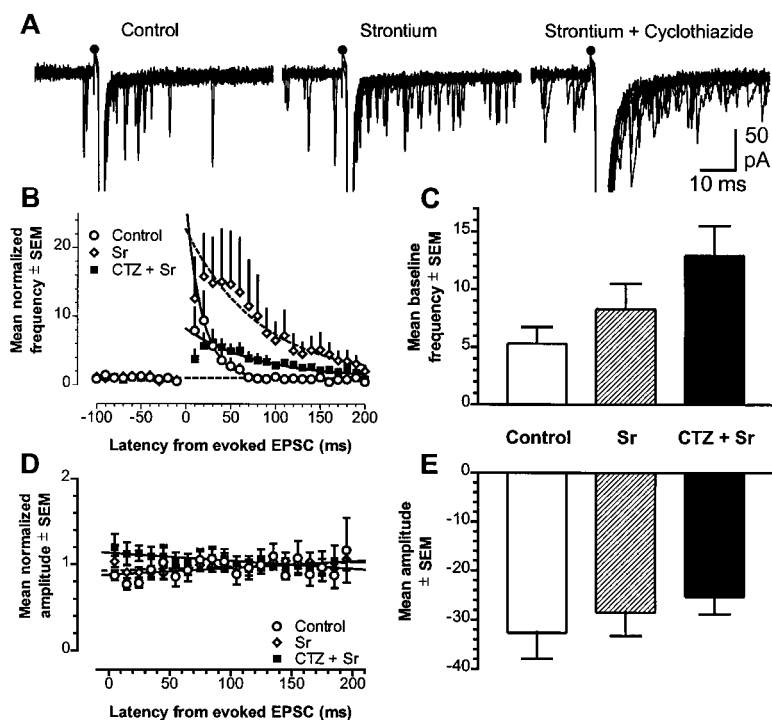 A
Control
Strontium
Strontium + Cyclothiazide
50
pA
10 ms
B
Mean normalized
frequency ± SEM
20
10
0
Control
Sr
CTZ + Sr
-100 -50 0 50 100 150 200
Latency from evoked EPSC (ms)
C
Mean baseline
frequency ± SEM
15
10
5
0
Control Sr CTZ + Sr
D
Mean normalized
amplitude ± SEM
2
1
0
Control
Sr
CTZ + Sr
0 50 100 150 200
Latency from evoked EPSC (ms)
E
Mean amplitude
± SEM
0
-10
-20
-30
-40